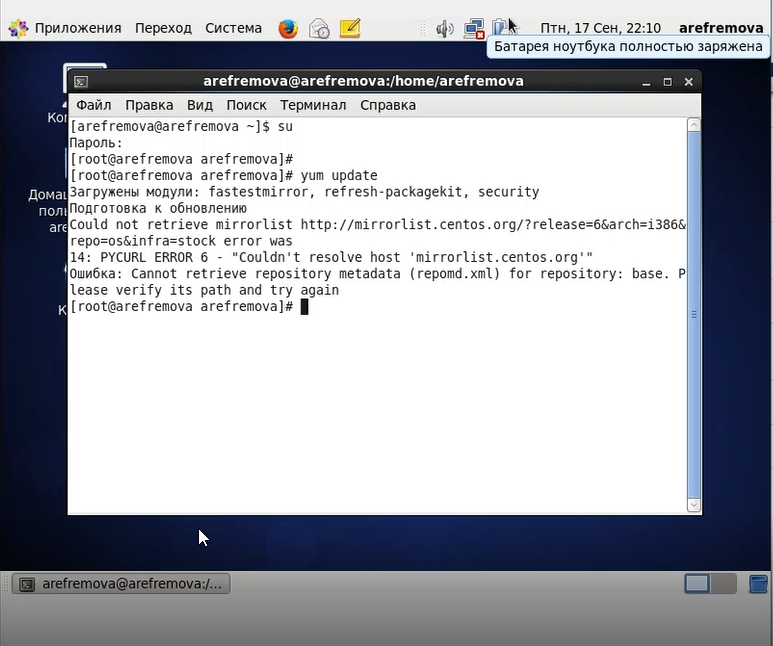 Приложения Переход Система
Птн, 17 Сен, 22:10 arefremova
Батарея ноутбука полностью заряжена
arefremova@arefremova:/home/arefremova
Файл Правка Вид Поиск Терминал Справка
[arefremova@arefremova ~]$ su
Пароль:
[root@arefremova arefremova]#
[root@arefremova arefremova]# yum update
Загружены модули: fastestmirror, refresh-packagekit, security
Подготовка к обновлению
Could not retrieve mirrorlist http://mirrorlist.centos.org/?release=6&arch=i386&
repo=os&infra=stock error was
14: PYCURL ERROR 6 - "Couldn't resolve host 'mirrorlist.centos.org'"
Ошибка: Cannot retrieve repository metadata (repomd.xml) for repository: base. P
lease verify its path and try again
[root@arefremova arefremova]#
arefremova@arefremova:/...